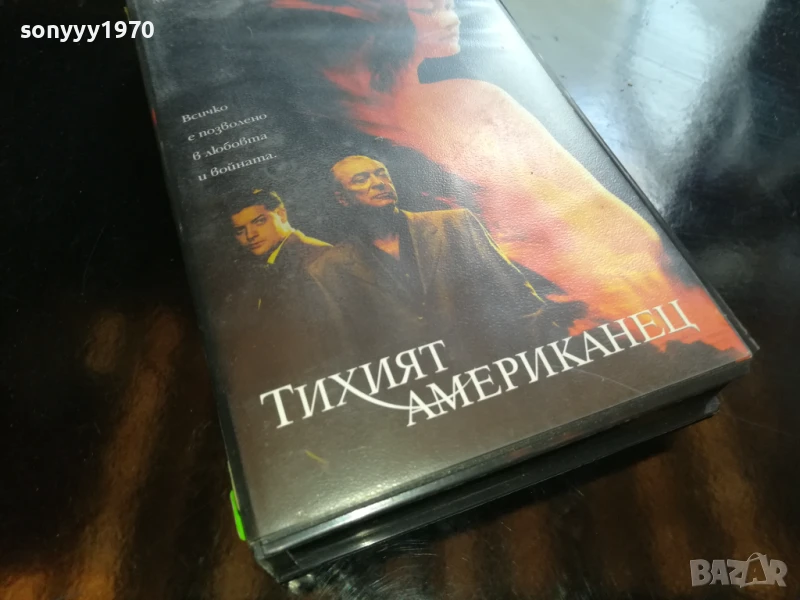 sonyyy1970
Всичко
е позволено
в любовта
и войната.
ТИХИЯТ
АМЕРИКАНЕЦ
BAZAR